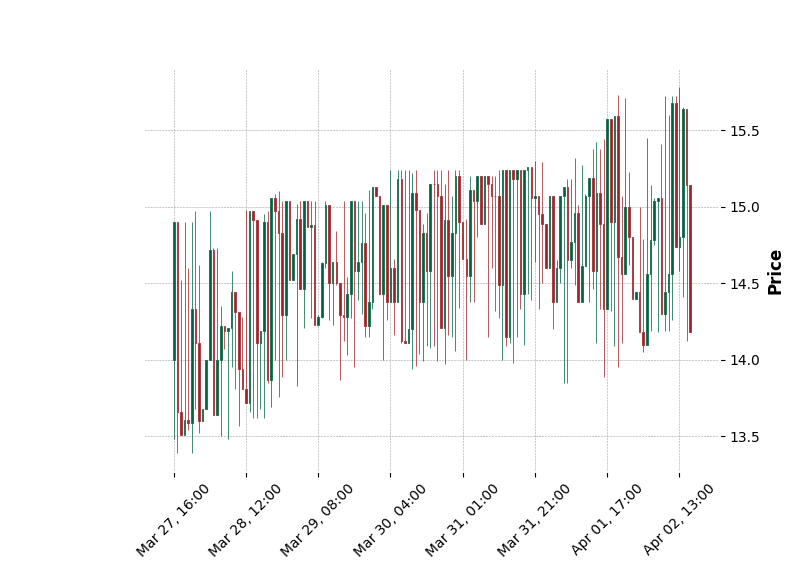 15.5
15.0
14.5
14.0
13.5
Price
Mar 27, 16:00
Mar 28, 12:00
Mar 29, 08:00
Mar 30, 04:00
Mar 31, 01:00
Mar 31, 21:00
Apr 01, 17:00
Apr 02, 13:00